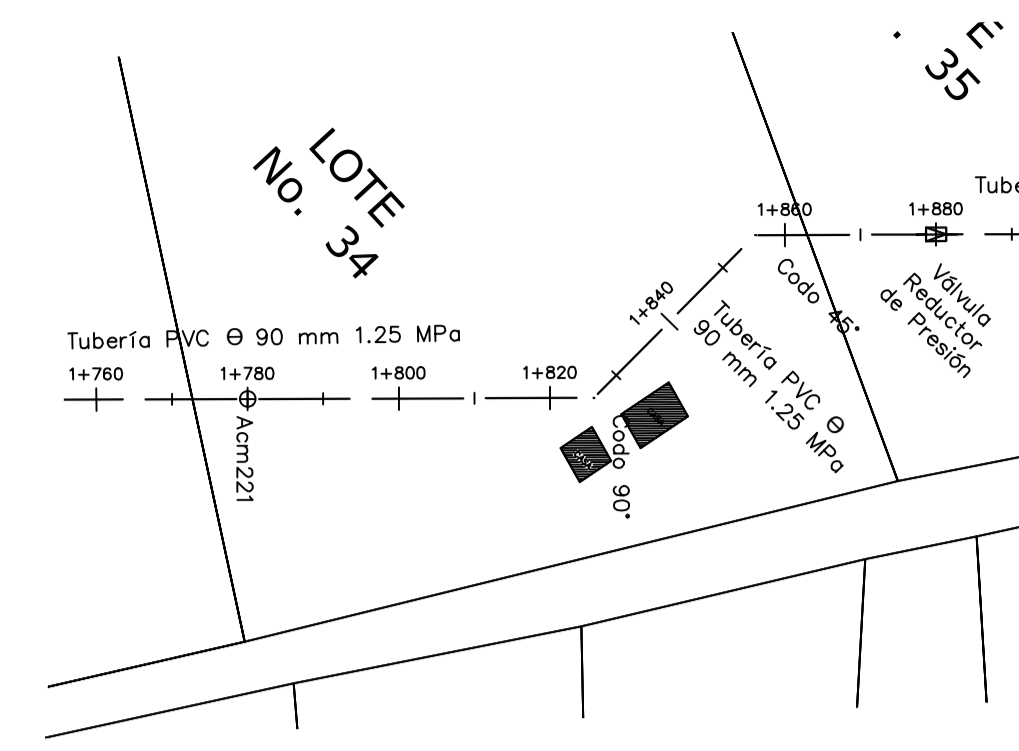 E
. 35
LOTE
No. 34
Tube
1+860
1+880
Codo 45°
Válvula
Reductor
de Presión
1+840
Tubería PVC Θ
90 mm 1.25 MPa
Tubería PVC Θ 90 mm 1.25 MPa
1+760
1+780
1+800
1+820
Acm221
Codo 90°
CASA
CASA